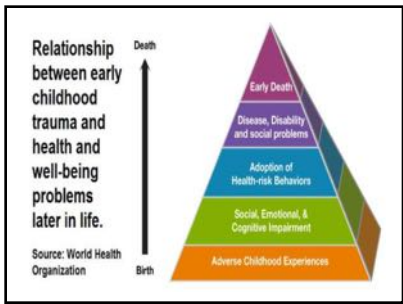 Relationship
between early
childhood
trauma and
health and
well-being
problems
later in life.
Source: World Health
Organization
Death
Birth
Early Death
Disease, Disability
and social problems
Adoption of
Health-risk Behaviors
Social, Emotional, &
Cognitive Impairment
Adverse Childhood Experiences